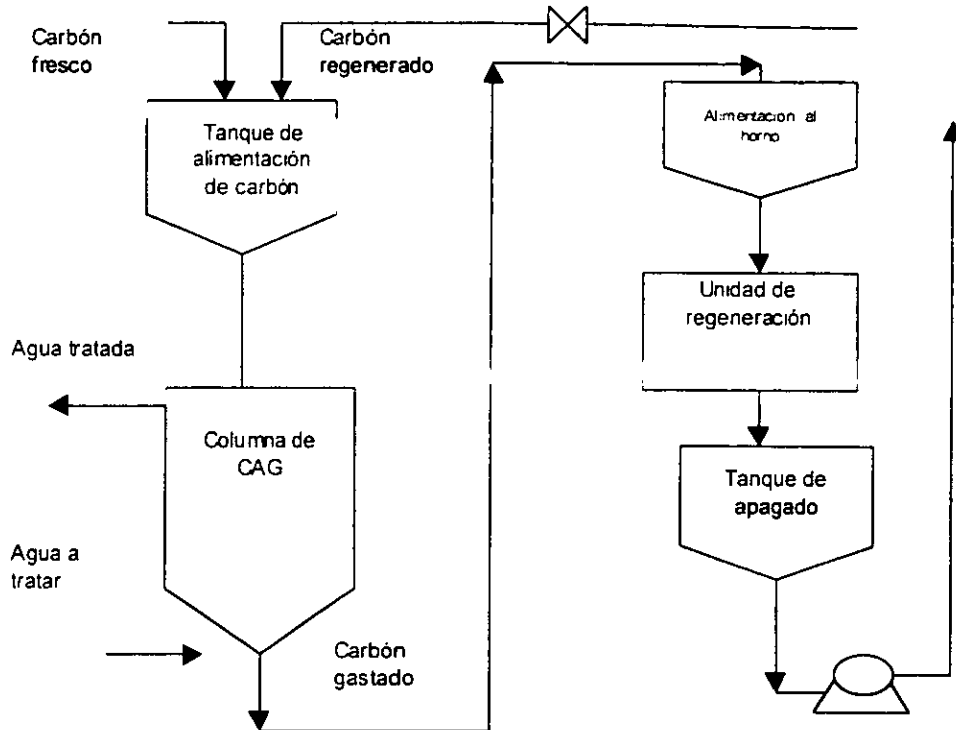 Carbón
fresco
Carbón
regenerado
Tanque de
alimentación
de carbón
Alimentacion al
horno
Unidad de
regeneración
Agua tratada
Columna de
CAG
Tanque de
apagado
Agua a
tratar
Carbón
gastado